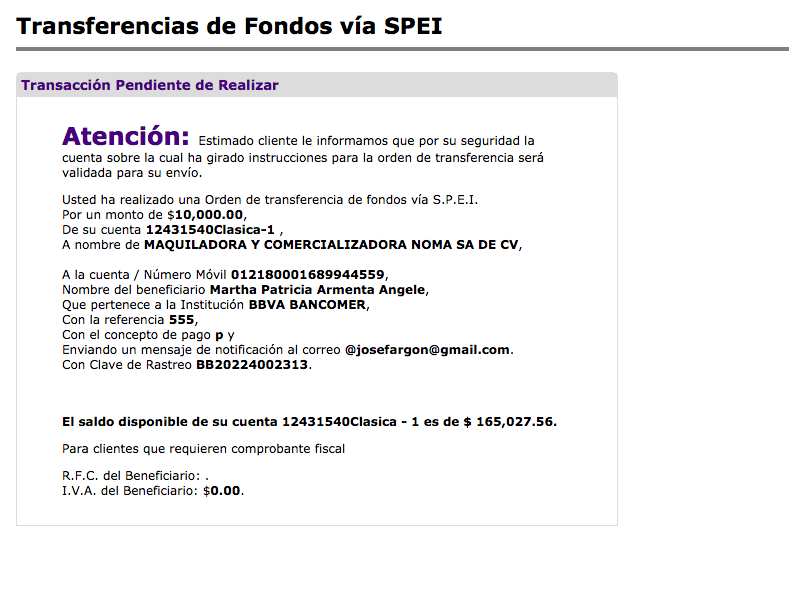 Transferencias de Fondos vía SPEI
Transacción Pendiente de Realizar
Atención: Estimado cliente le informamos que por su seguridad la
cuenta sobre la cual ha girado instrucciones para la orden de transferencia será
validada para su envío.
Usted ha realizado una Orden de transferencia de fondos vía S.P.E.I.
Por un monto de $10,000.00,
De su cuenta 12431540Clasica-1 ,
A nombre de MAQUILADORA Y COMERCIALIZADORA NOMA SA DE CV,
A la cuenta / Número Móvil 012180001689944559,
Nombre del beneficiario Martha Patricia Armenta Angele,
Que pertenece a la Institución BBVA BANCOMER,
Con la referencia 555,
Con el concepto de pago p y
Enviando un mensaje de notificación al correo @josefargon@gmail.com.
Con Clave de Rastreo BB20224002313.
El saldo disponible de su cuenta 12431540Clasica - 1 es de $ 165,027.56.
Para clientes que requieren comprobante fiscal
R.F.C. del Beneficiario: .
I.V.A. del Beneficiario: $0.00.